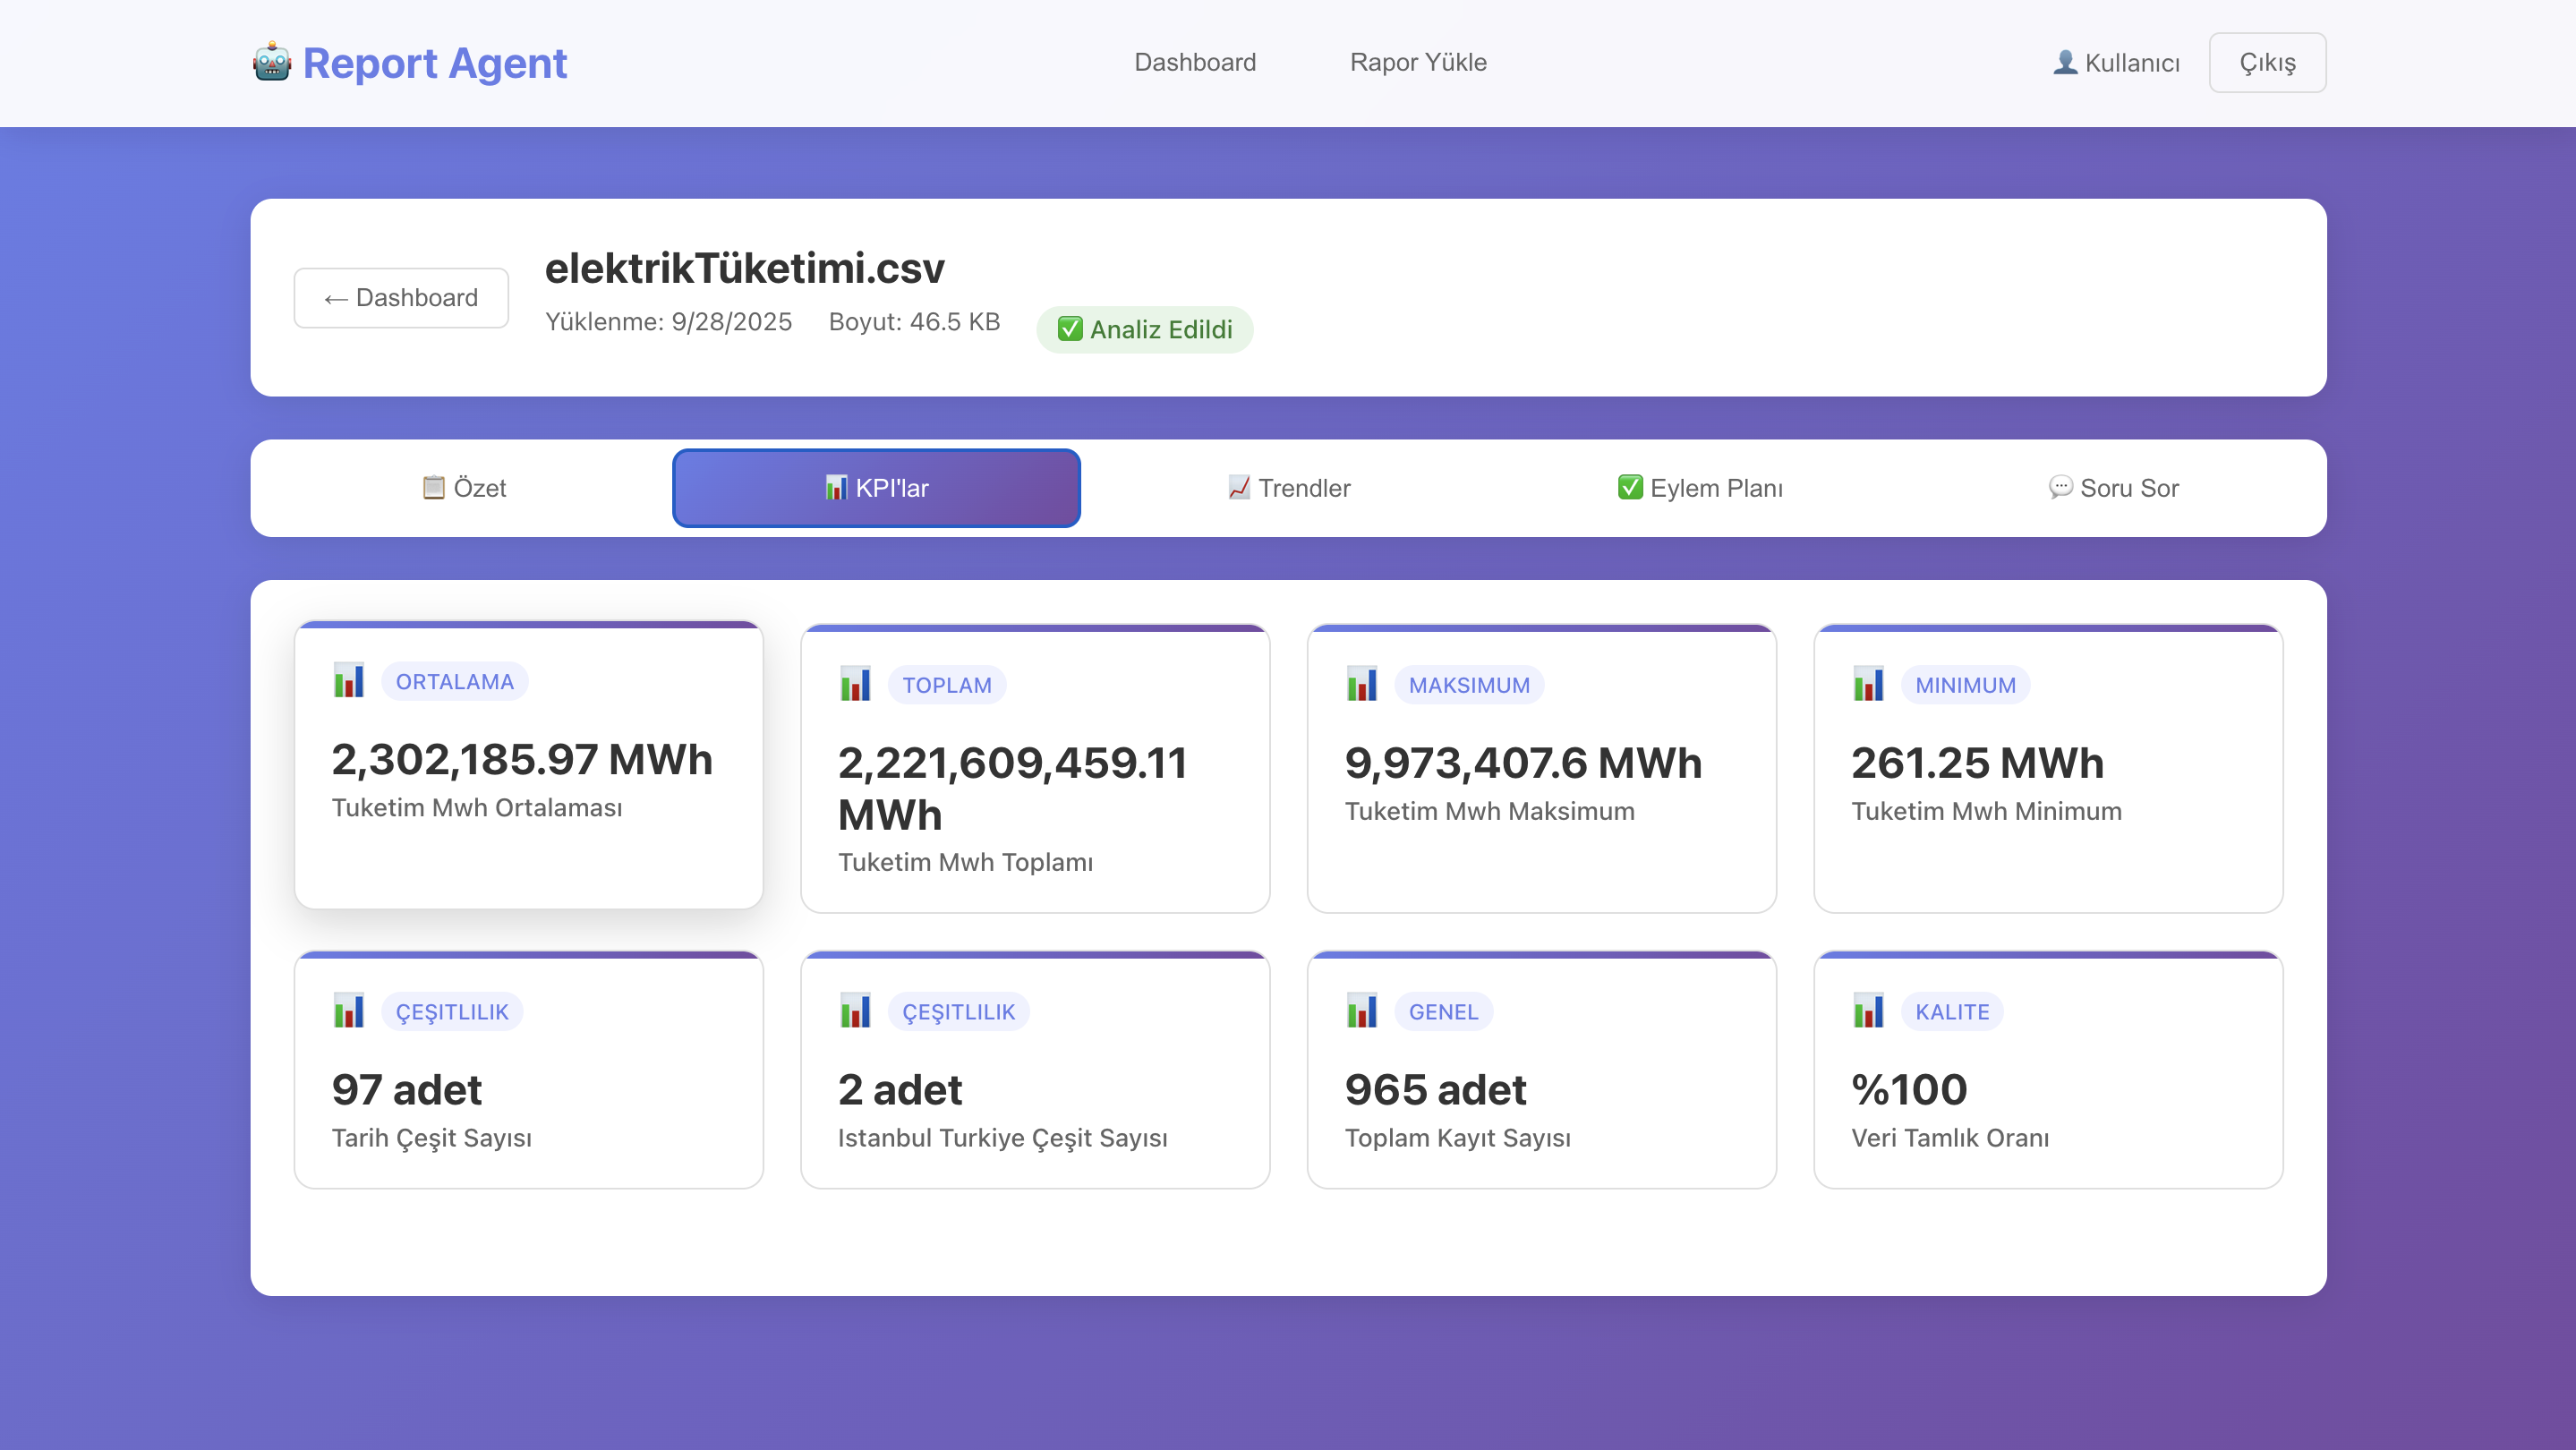 Report Agent
Dashboard
Rapor Yükle
Kullanıcı
Çıkış
← Dashboard
elektrikTüketimi.csv
Yüklenme: 9/28/2025
Boyut: 46.5 KB
Analiz Edildi
Özet
KPI'lar
Trendler
Eylem Planı
Soru Sor
ORTALAMA
2,302,185.97 MWh
Tuketim Mwh Ortalaması
TOPLAM
2,221,609,459.11
MWh
Tuketim Mwh Toplamı
MAKSIMUM
9,973,407.6 MWh
Tuketim Mwh Maksimum
MINIMUM
261.25 MWh
Tuketim Mwh Minimum
ÇEŞITLILIK
97 adet
Tarih Çeşit Sayısı
ÇEŞITLILIK
2 adet
Istanbul Turkiye Çeşit Sayısı
GENEL
965 adet
Toplam Kayıt Sayısı
KALITE
%100
Veri Tamlık Oranı